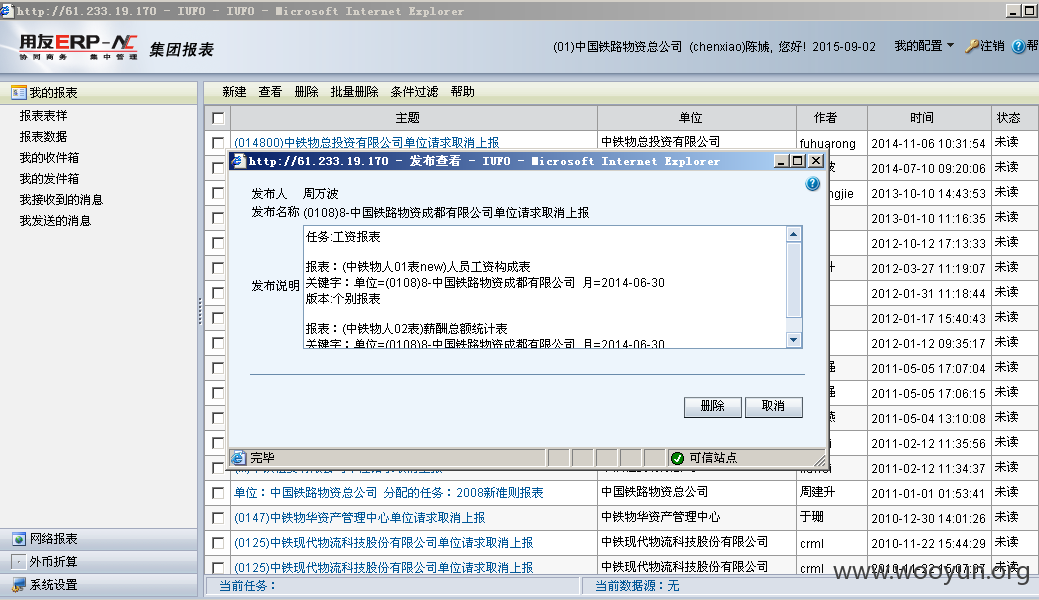 http://61.233.19.170 - IUFO - IUFO - Microsoft Internet Explorer
用友ERP-NC 集团报表
协同商务 集中管理
(01)中国铁路物资总公司 (chenxiao)陈城, 您好! 2015-09-02 我的配置 注销 帮
我的报表
新建 查看 删除 批量删除 条件过滤 帮助
报表表样
报表数据
我的收件箱
我的发件箱
我接收到的消息
我发送的消息
主题 单位 作者 时间 状态
(014800)中铁物总投资有限公司单位请求取消上报 中铁物总投资有限公司 fuhuarong 2014-11-06 10:31:54 未读
波 2014-07-10 09:20:06 未读
ngjie 2013-10-10 14:43:53 未读
2013-01-10 11:16:35 未读
2012-10-12 17:13:33 未读
2012-03-27 11:19:07 未读
2012-01-31 11:18:44 未读
2012-01-17 15:40:43 未读
2012-01-12 09:35:17 未读
强 2011-05-05 17:07:04 未读
强 2011-05-05 17:06:15 未读
2011-05-04 13:10:08 未读
2011-02-12 11:35:56 未读
2011-02-12 11:34:37 未读
单位：中国铁路物资总公司 分配的任务：2008新准则报表 中国铁路物资总公司 周建升 2011-01-01 01:53:41 未读
(0147)中铁物华资产管理中心单位请求取消上报 中铁物华资产管理中心 于珊 2010-12-30 14:01:26 未读
(0125)中铁现代物流科技股份有限公司单位请求取消上报 中铁现代物流科技股份有限公司 crml 2010-11-22 15:44:29 未读
(0125)中铁现代物流科技股份有限公司单位请求取消上报 中铁现代物流科技股份有限公司 crml 2010-11-22 15:07:07 未读
http://61.233.19.170 - 发布查看 - IUFO - Microsoft Internet Explorer
发布人 周万波
发布名称 (0108)8-中国铁路物资成都有限公司单位请求取消上报
发布说明
任务:工资报表
报表：(中铁物人01表new)人员工资构成表
关键字：单位=(0108)8-中国铁路物资成都有限公司 月=2014-06-30
版本:个别报表
报表：(中铁物人02表)薪酬总额统计表
关键字：单位=(0108)8-中国铁路物资成都有限公司 月=2014-06-30
删除 取消
完毕 可信站点
网络报表
外币折算
系统设置
当前任务： 当前数据源：无
www.wooyun.org